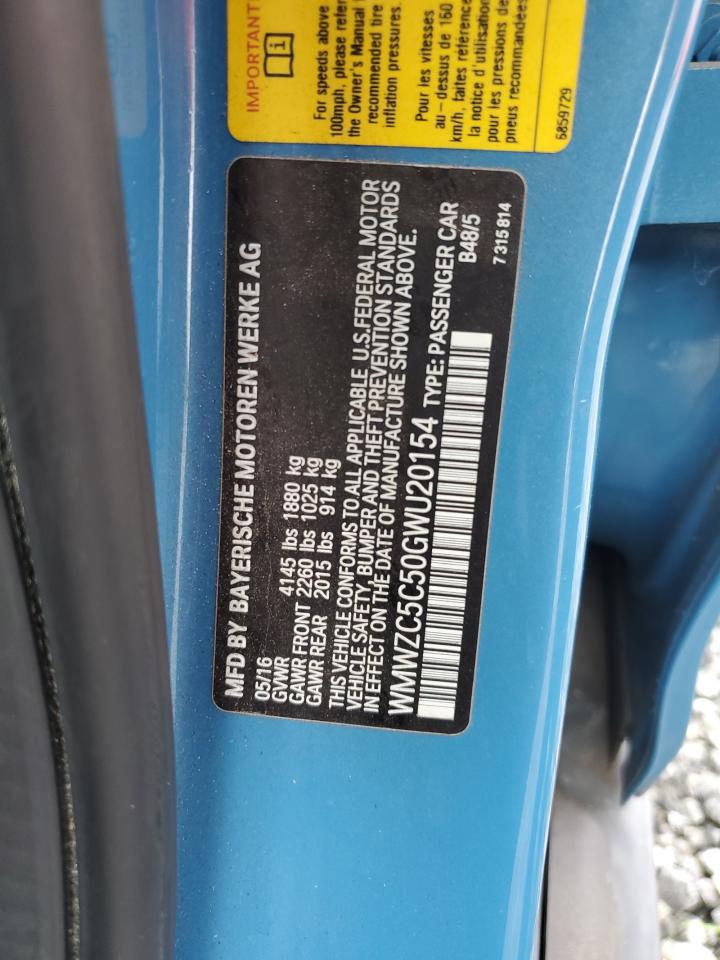 IMPORTANT
i
For speeds above
100mph, please refer
the Owner's Manual
recommended tire
inflation pressures.
Pour les vitesses
au - dessus de 160
km/h, faites référence
la notice d'utilisation
pour les pressions de
pneus recommandées
6859729
MFD BY BAYERISCHE MOTOREN WERKE AG
05/16
GVWR 4145 lbs 1880 kg
GAWR FRONT 2260 lbs 1025 kg
GAWR REAR 2015 lbs 914 kg
THIS VEHICLE CONFORMS TO ALL APPLICABLE U.S.FEDERAL MOTOR
VEHICLE SAFETY, BUMPER AND THEFT PREVENTION STANDARDS
IN EFFECT ON THE DATE OF MANUFACTURE SHOWN ABOVE.
WMWZC5C50GWU20154 TYPE: PASSENGER CAR
B48/5
7 315 814